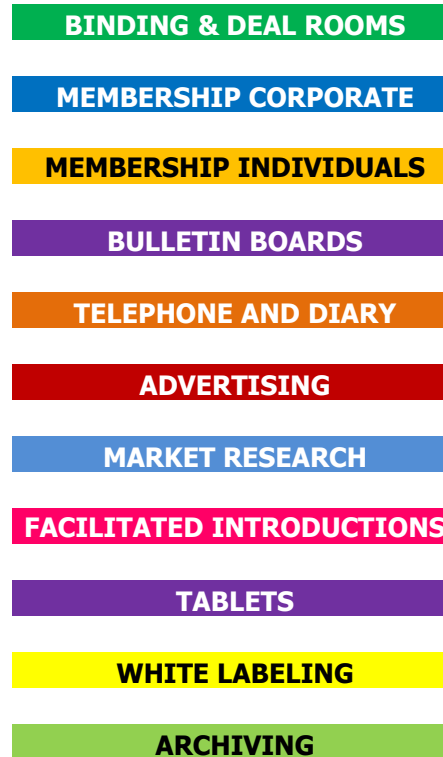 BINDING & DEAL ROOMS
MEMBERSHIP CORPORATE
MEMBERSHIP INDIVIDUALS
BULLETIN BOARDS
TELEPHONE AND DIARY
ADVERTISING
MARKET RESEARCH
FACILITATED INTRODUCTIONS
TABLETS
WHITE LABELING
ARCHIVING